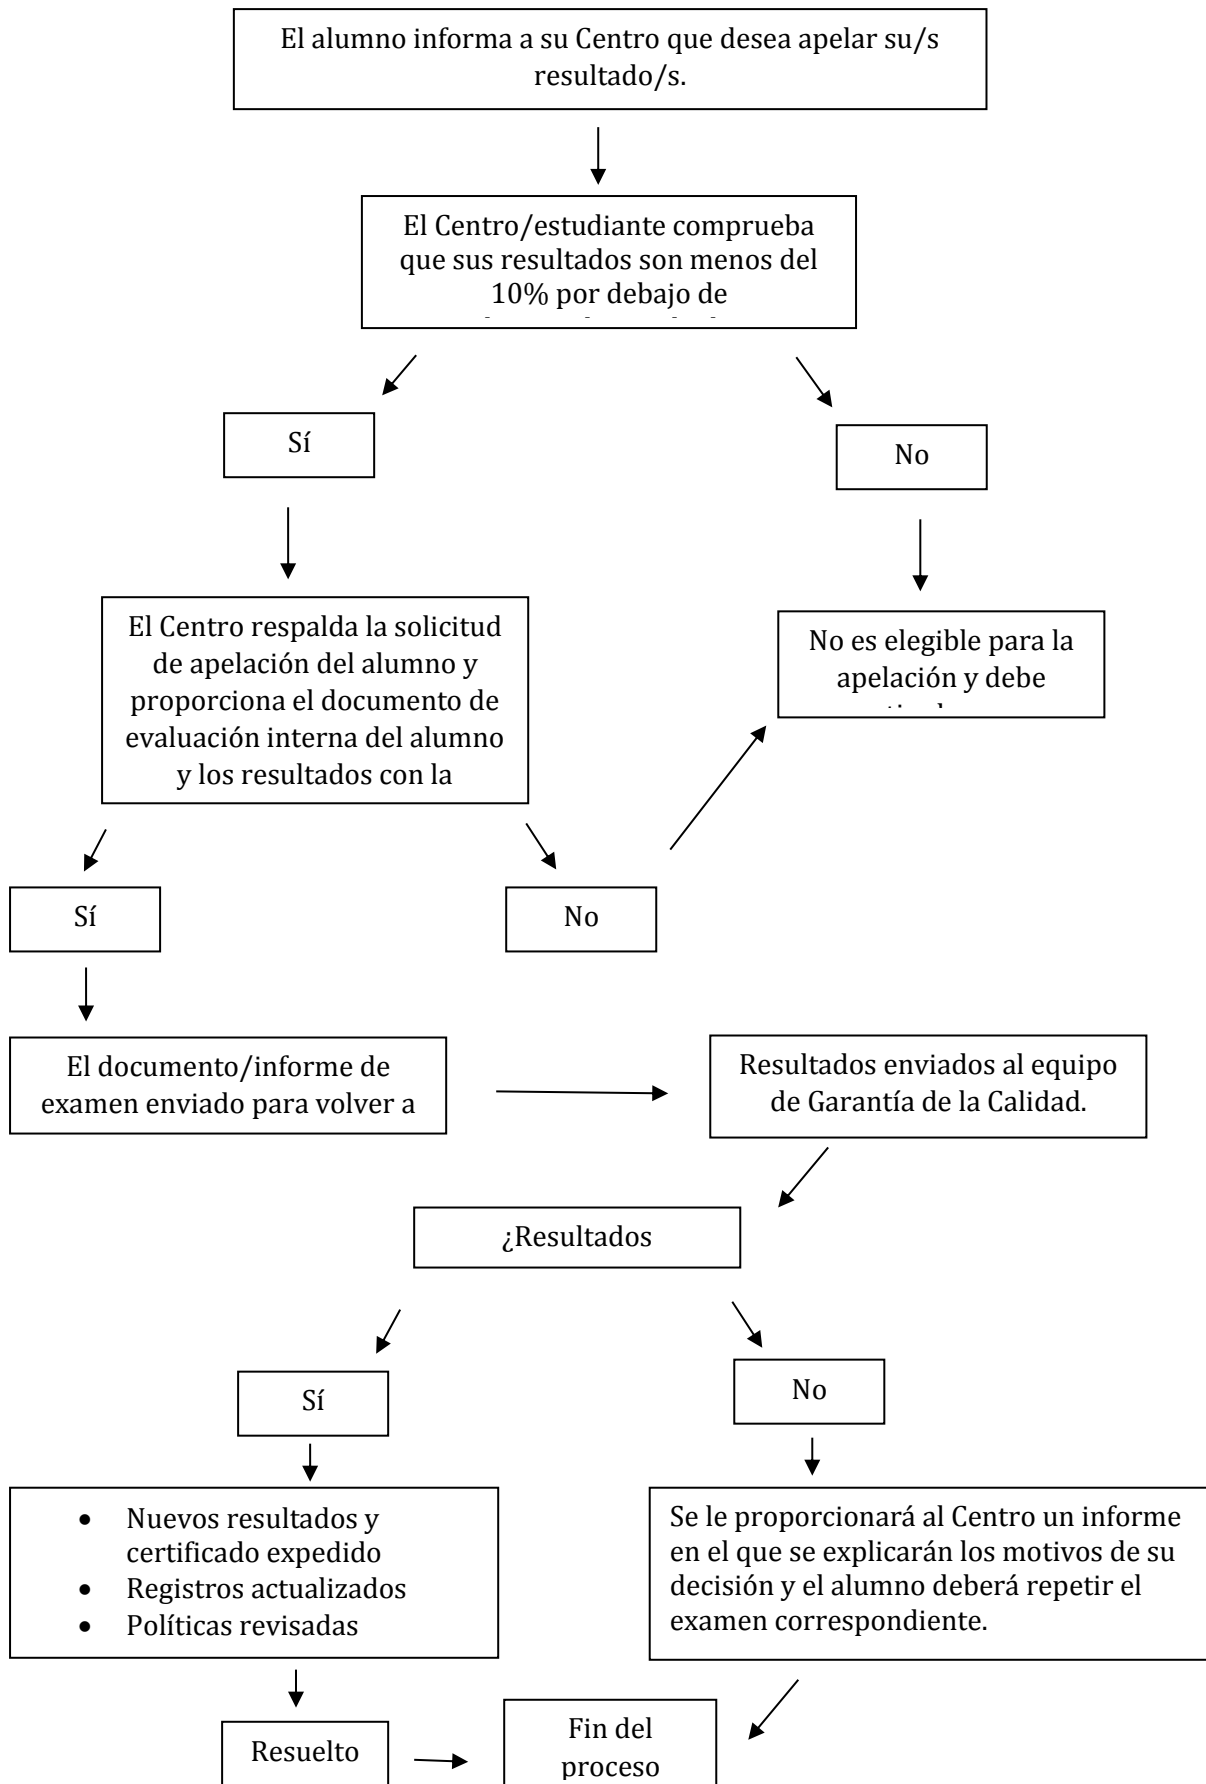 El alumno informa a su Centro que desea apelar su/s
resultado/s.
El Centro/estudiante comprueba
que sus resultados son menos del
10% por debajo de
Sí
No
El Centro respalda la solicitud
de apelación del alumno y
proporciona el documento de
evaluación interna del alumno
y los resultados con la
No es elegible para la
apelación y debe
Sí
No
El documento/informe de
examen enviado para volver a
Resultados enviados al equipo
de Garantía de la Calidad.
¿Resultados
Sí
No
• Nuevos resultados y
certificado expedido
• Registros actualizados
• Políticas revisadas
Se le proporcionará al Centro un informe
en el que se explicarán los motivos de su
decisión y el alumno deberá repetir el
examen correspondiente.
Resuelto
Fin del
proceso